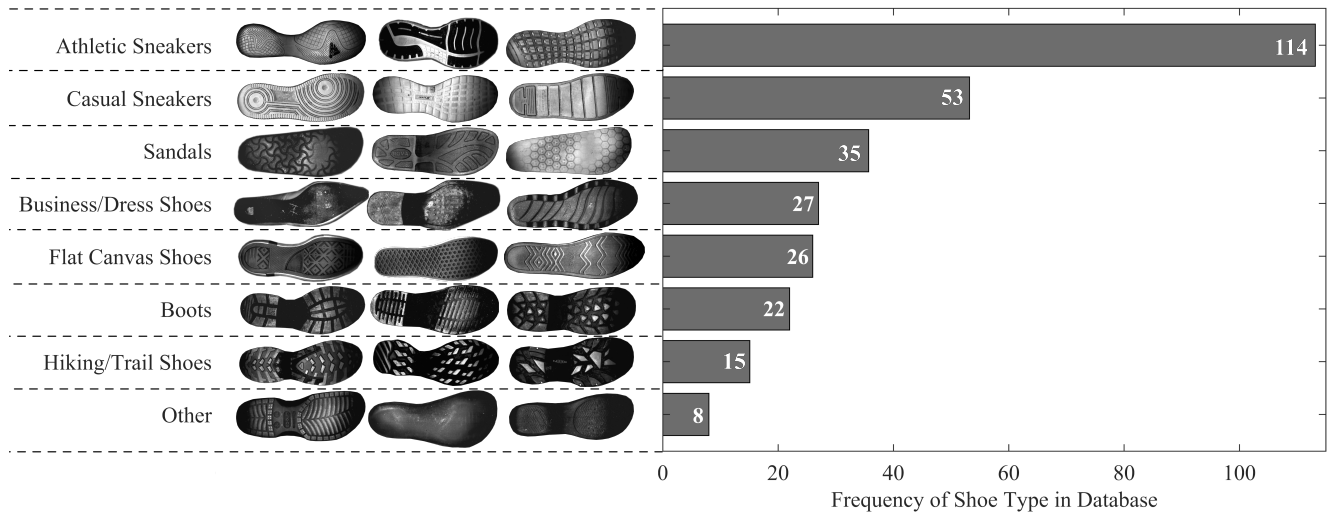 Athletic Sneakers
114
Casual Sneakers
53
Sandals
35
Business/Dress Shoes
27
Flat Canvas Shoes
26
Boots
22
Hiking/Trail Shoes
15
Other
8
0 20 40 60 80 100
Frequency of Shoe Type in Database